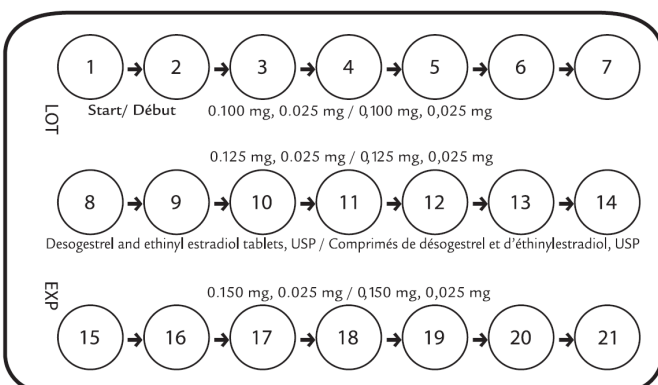 1 2 3 4 5 6 7
LOT
Start/ Début 0.100 mg, 0.025 mg / 0,100 mg, 0,025 mg
0.125 mg, 0.025 mg / 0,125 mg, 0,025 mg
8 9 10 11 12 13 14
Desogestrel and ethinyl estradiol tablets, USP / Comprimés de désogestrel et d'éthinylestradiol, USP
EXP
0.150 mg, 0.025 mg / 0,150 mg, 0,025 mg
15 16 17 18 19 20 21